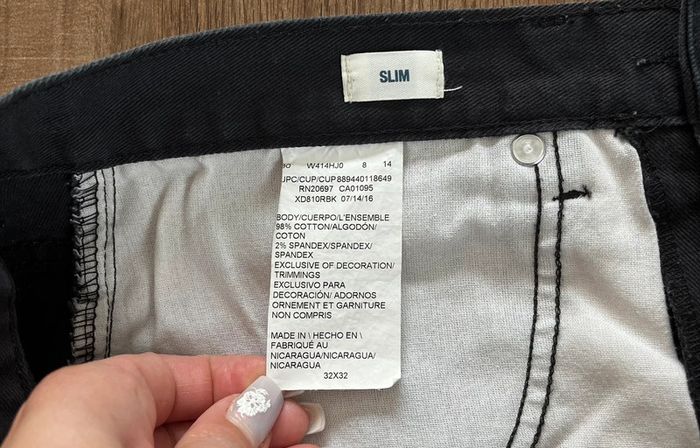 SLIM
W414HJ0 8 14
UPC/CUP/CUP889440118649
RN20697 CA01095
XD810RBK 07/14/16
BODY/CUERPO/L'ENSEMBLE
98% COTTON/ALGODÓN/
COTON
2% SPANDEX/SPANDEX/
SPANDEX
EXCLUSIVE OF DECORATION/
TRIMMINGS
EXCLUSIVO PARA
DECORACIÓN/ ADORNOS
ORNEMENT ET GARNITURE
NON COMPRIS
MADE IN \ HECHO EN \
FABRIQUÉ AU
NICARAGUA/NICARAGUA/
NICARAGUA
32X32